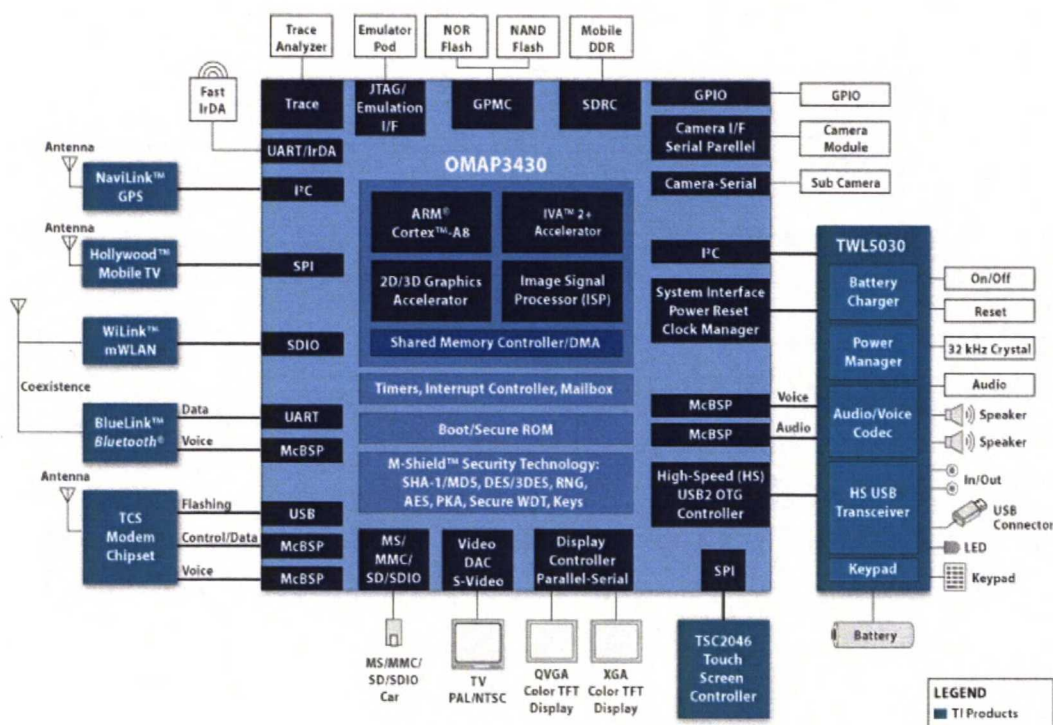 Trace
Analyzer
Emulator
Pod
NOR
Flash
NAND
Flash
Mobile
DDR
Fast
IrDA
Trace
JTAG/
Emulation
I/F
GPMC
SDRC
GPIO
GPIO
Camera I/F
Serial Parellel
Camera
Module
UART/IrDA
OMAP3430
Antenna
NaviLink™
GPS
I²C
Camera-Serial
Sub Camera
ARM®
Cortex™-A8
IVA™ 2+
Accelerator
Antenna
Hollywood™
Mobile TV
SPI
2D/3D Graphics
Accelerator
Image Signal
Processor (ISP)
I²C
System Interface
Power Reset
Clock Manager
TWL5030
Battery
Charger
On/Off
Reset
WiLink™
mWLAN
SDIO
Shared Memory Controller/DMA
Power
Manager
32 kHz Crystal
Coexistence
Timers, Interrupt Controller, Mailbox
Audio
BlueLink™
Bluetooth®
Data
Voice
UART
McBSP
Boot/Secure ROM
McBSP
McBSP
Voice
Audio
Audio/Voice
Codec
Speaker
Speaker
M-Shield™ Security Technology:
SHA-1/MD5, DES/3DES, RNG,
AES, PKA, Secure WDT, Keys
High-Speed (HS)
USB2 OTG
Controller
HS USB
Transceiver
In/Out
USB
Connector
Antenna
TCS
Modem
Chipset
Flashing
Control/Data
Voice
USB
McBSP
McBSP
MS/
MMC/
SD/SDIO
Video
DAC
S-Video
Display
Controller
Parallel-Serial
SPI
LED
Keypad
Keypad
Battery
MS/MMC/
SD/SDIO
Car
TV
PAL/NTSC
QVGA
Color TFT
Display
XGA
Color TFT
Display
TSC2046
Touch
Screen
Controller
LEGEND
TI Products